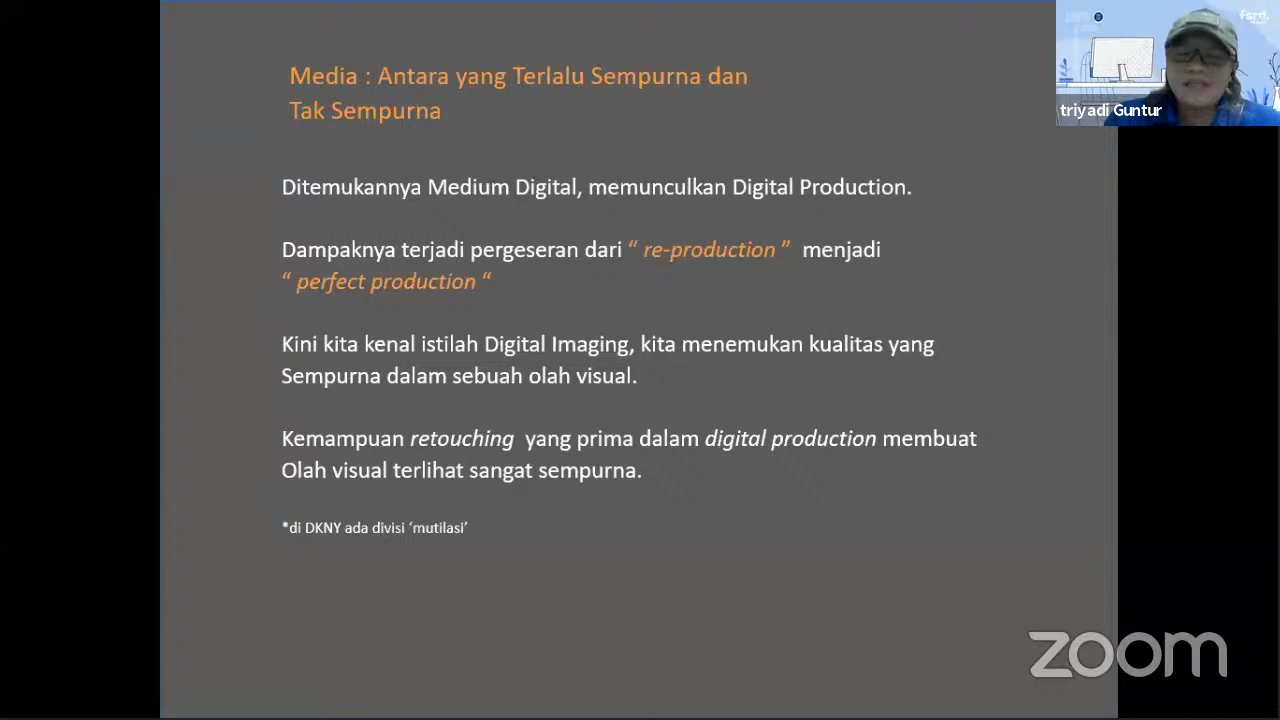 Media : Antara yang Terlalu Sempurna dan
Tak Sempurna
fsrd.
triyadi Guntur
Ditemukannya Medium Digital, memunculkan Digital Production.
Dampaknya terjadi pergeseran dari “ re-production ” menjadi
“ perfect production “
Kini kita kenal istilah Digital Imaging, kita menemukan kualitas yang
Sempurna dalam sebuah olah visual.
Kemampuan retouching yang prima dalam digital production membuat
Olah visual terlihat sangat sempurna.
*di DKNY ada divisi ‘mutilasi’
zoom